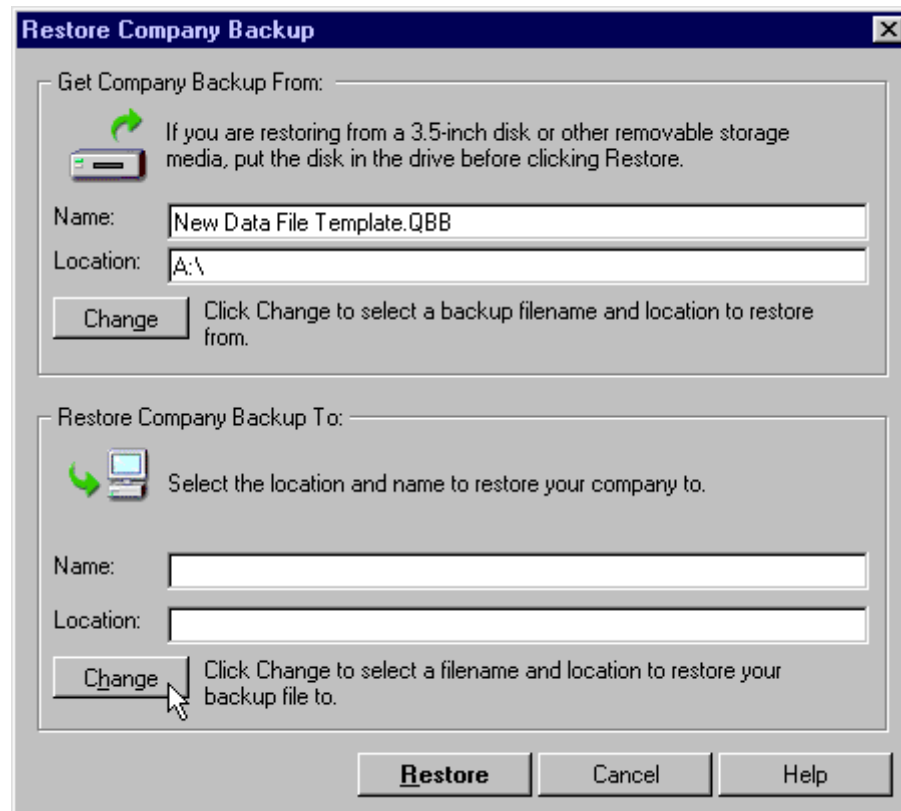 Restore Company Backup
Get Company Backup From:
If you are restoring from a 3.5-inch disk or other removable storage
media, put the disk in the drive before clicking Restore.
Name:
New Data File Template.QBB
Location:
A:\
Change
Click Change to select a backup filename and location to restore
from.
Restore Company Backup To:
Select the location and name to restore your company to.
Name:
Location:
Change
Click Change to select a filename and location to restore your
backup file to.
Restore
Cancel
Help